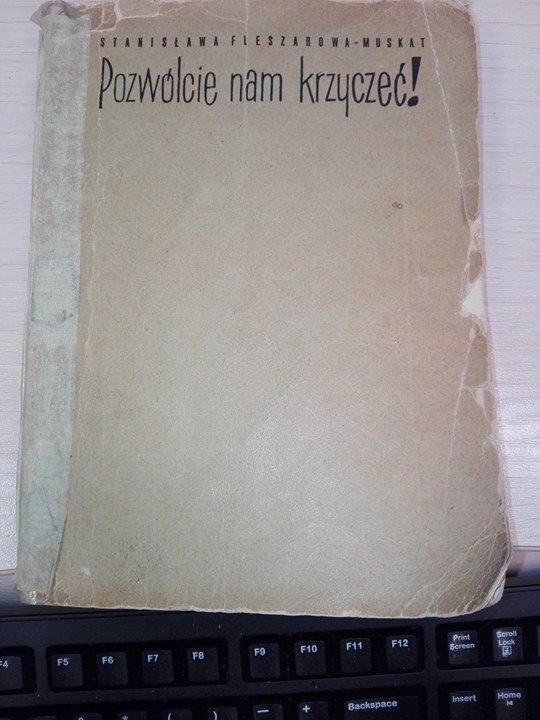 STANISŁAWA FLESZAROWA-MUSKAT
Pozwólcie nam krzyczeć!
F4 F5 F6 F7 F8 F9 F10 F11 F12 Print Screen Scroll Lock
* ( ) — + Backspace Insert Home